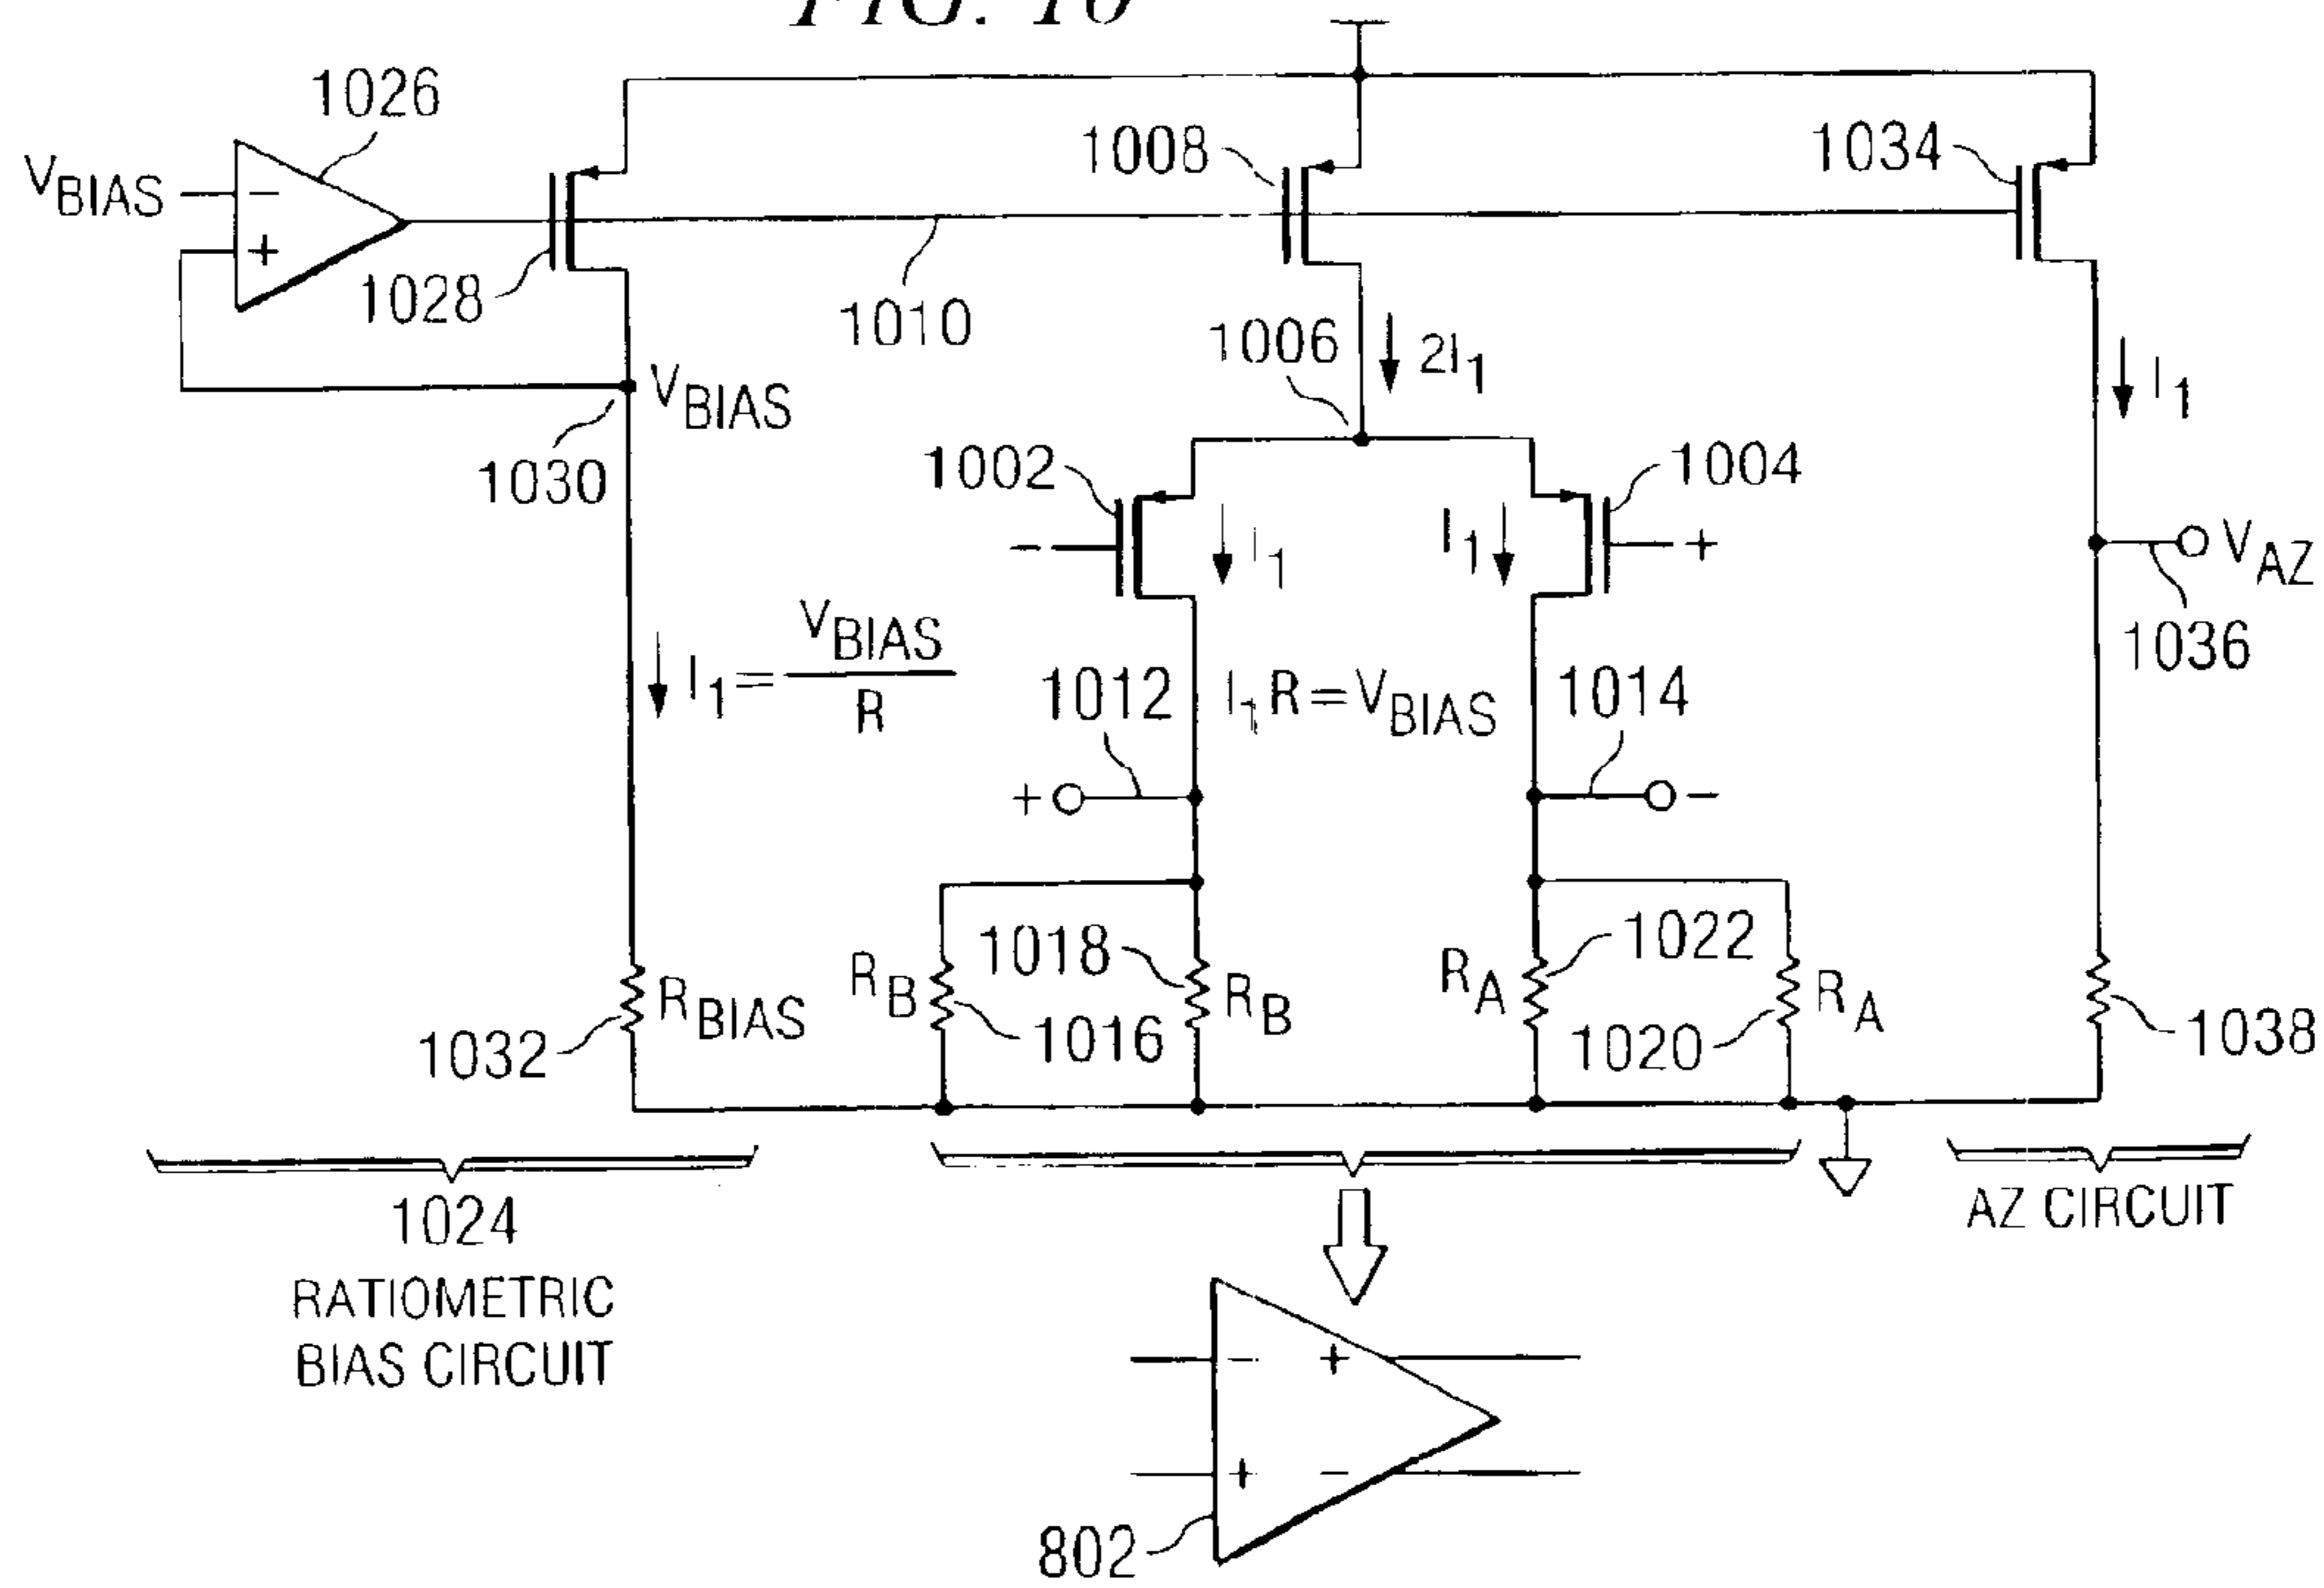 FIG. 10
1026
1008
1034
VBIAS
−
+
1028
1010
1006
2I1
I1
VBIAS
1030
1002
1004
−
I1
I1
+
VAZ
1036
I1 = VBIAS / R
1012
I1R = VBIAS
1014
+
−
1018
1022
RB
RB
RA
RA
RBIAS
1032
1016
1020
1038
1024
RATIOMETRIC
BIAS CIRCUIT
AZ CIRCUIT
−
+
+
−
802